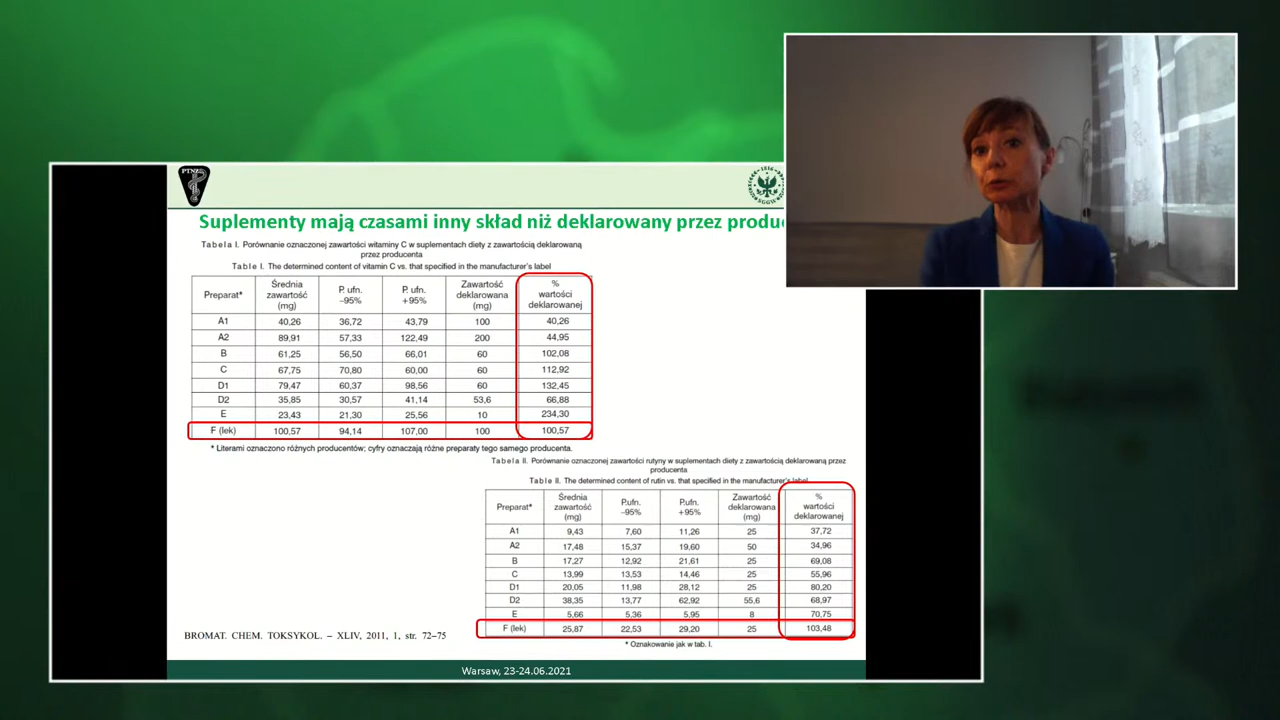 PTNŻ
Suplementy mają czasami inny skład niż deklarowany przez
Tabela I. Porównanie oznaczonej zawartości witaminy C w suplementach diety z zawartością deklarowaną
przez producenta
Table I. The determined content of vitamin C vs. that specified in the manufacturer's label
Preparat* Średnia zawartość (mg) P. ufn. –95% P. ufn. +95% Zawartość deklarowana (mg) % wartości deklarowanej
A1 40,26 36,72 43,79 100 40,26
A2 89,91 57,33 122,49 200 44,95
B 61,25 56,50 66,01 60 102,08
C 67,75 70,80 60,00 60 112,92
D1 79,47 60,37 98,56 60 132,45
D2 35,85 30,57 41,14 53,6 66,88
E 23,43 21,30 25,56 10 234,30
F (lek) 100,57 94,14 107,00 100 100,57
* Literami oznaczono różnych producentów; cyfry oznaczają różne preparaty tego samego producenta.
Tabela II. Porównanie oznaczonej zawartości rutyny w suplementach diety z zawartością deklarowaną przez
producenta
Table II. The determined content of rutin vs. that specified in the manufacturer's label
Preparat* Średnia zawartość (mg) P.ufn. –95% P.ufn. +95% Zawartość deklarowana (mg) % wartości deklarowanej
A1 9,43 7,60 11,26 25 37,72
A2 17,48 15,37 19,60 50 34,96
B 17,27 12,92 21,61 25 69,08
C 13,99 13,53 14,46 25 55,96
D1 20,05 11,98 28,12 25 80,20
D2 38,35 13,77 62,92 55,6 68,97
E 5,66 5,36 5,95 8 70,75
F (lek) 25,87 22,53 29,20 25 103,48
* Oznakowanie jak w tab. I.
BROMAT. CHEM. TOKSYKOL. – XLIV, 2011, 1, str. 72–75
Warsaw, 23-24.06.2021